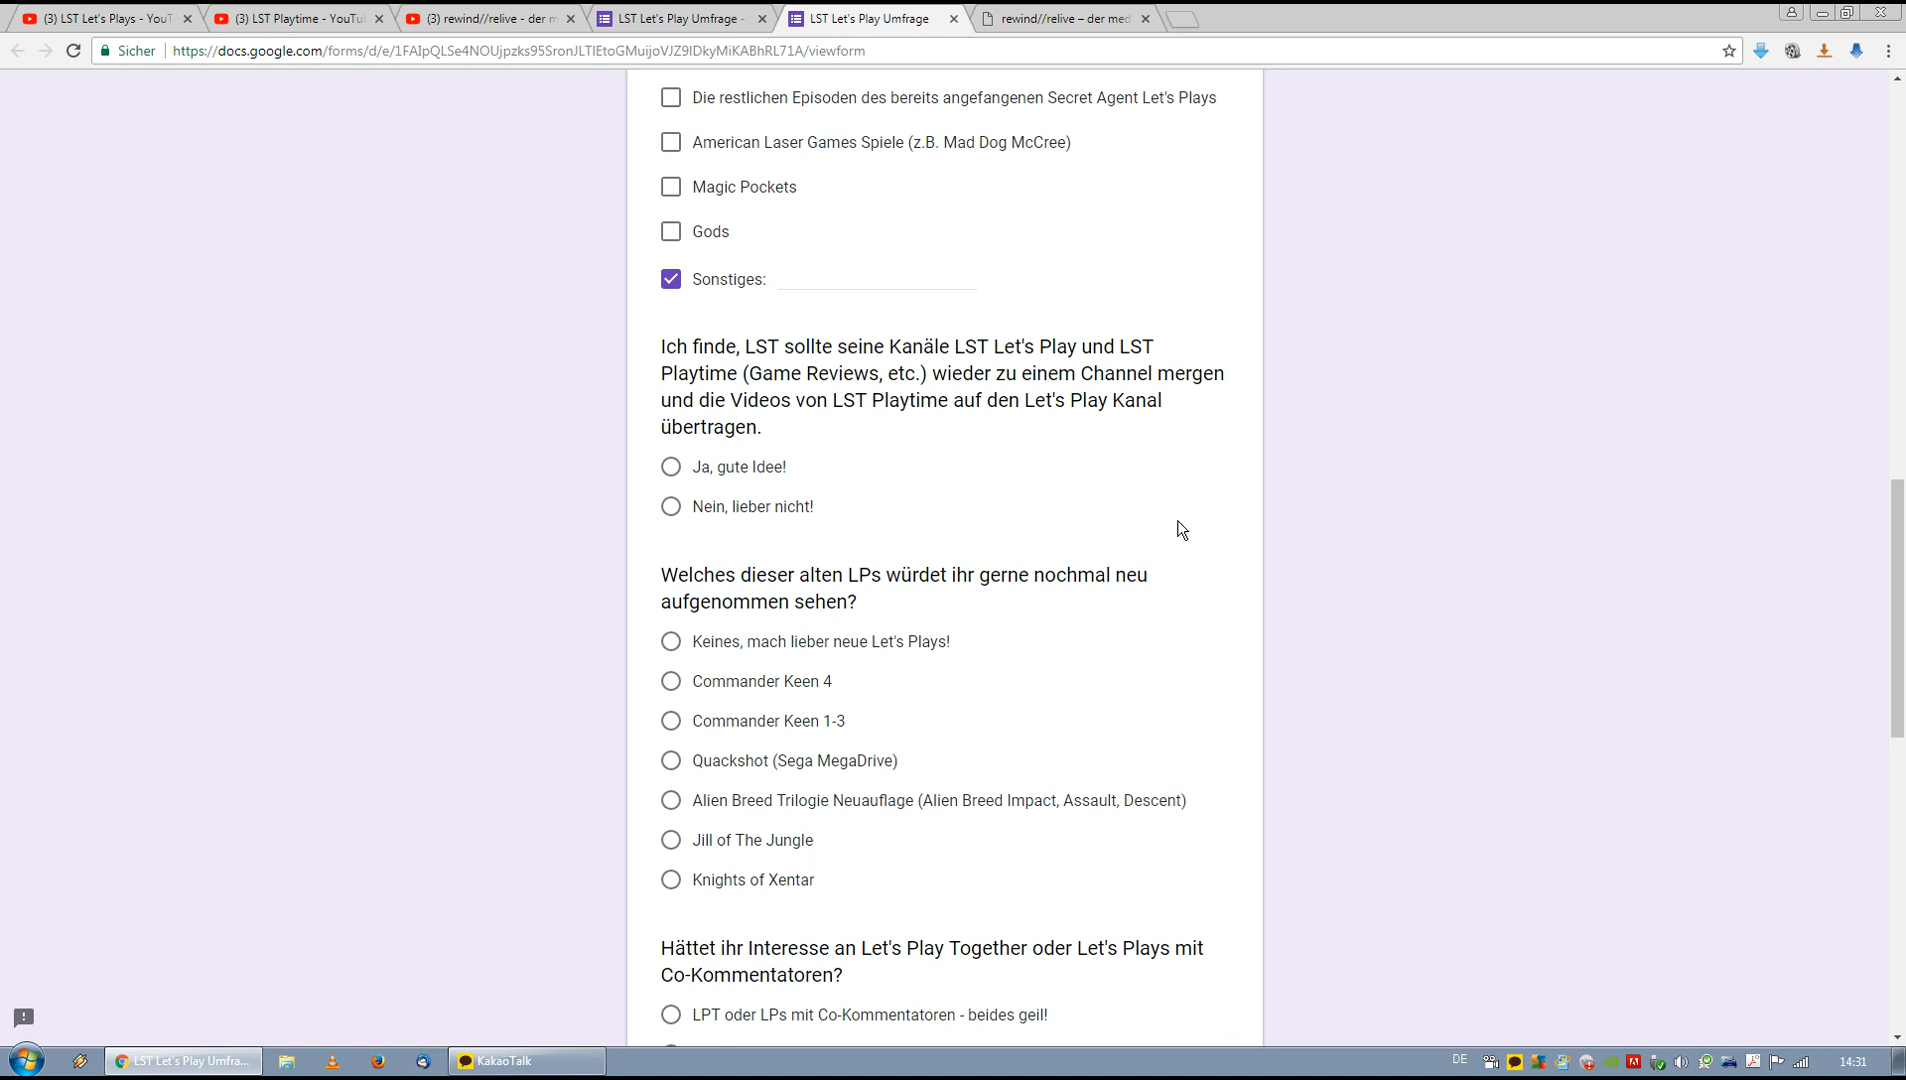 (3) LST Let's Plays - YouT
(3) LST Playtime - YouTu
(3) rewind//relive - der m
LST Let's Play Umfrage -
LST Let's Play Umfrage
rewind//relive – der med
Sicher
https://docs.google.com/forms/d/e/1FAIpQLSe4NOUjpzks95SronJLTlEtoGMuijoVJZ9lDkyMiKABhRL71A/viewform
Die restlichen Episoden des bereits angefangenen Secret Agent Let's Plays
American Laser Games Spiele (z.B. Mad Dog McCree)
Magic Pockets
Gods
Sonstiges:
Ich finde, LST sollte seine Kanäle LST Let's Play und LST
Playtime (Game Reviews, etc.) wieder zu einem Channel mergen
und die Videos von LST Playtime auf den Let's Play Kanal
übertragen.
Ja, gute Idee!
Nein, lieber nicht!
Welches dieser alten LPs würdet ihr gerne nochmal neu
aufgenommen sehen?
Keines, mach lieber neue Let's Plays!
Commander Keen 4
Commander Keen 1-3
Quackshot (Sega MegaDrive)
Alien Breed Trilogie Neuauflage (Alien Breed Impact, Assault, Descent)
Jill of The Jungle
Knights of Xentar
Hättet ihr Interesse an Let's Play Together oder Let's Plays mit
Co-Kommentatoren?
LPT oder LPs mit Co-Kommentatoren - beides geil!
LST Let's Play Umfra...
KakaoTalk
DE
14:31